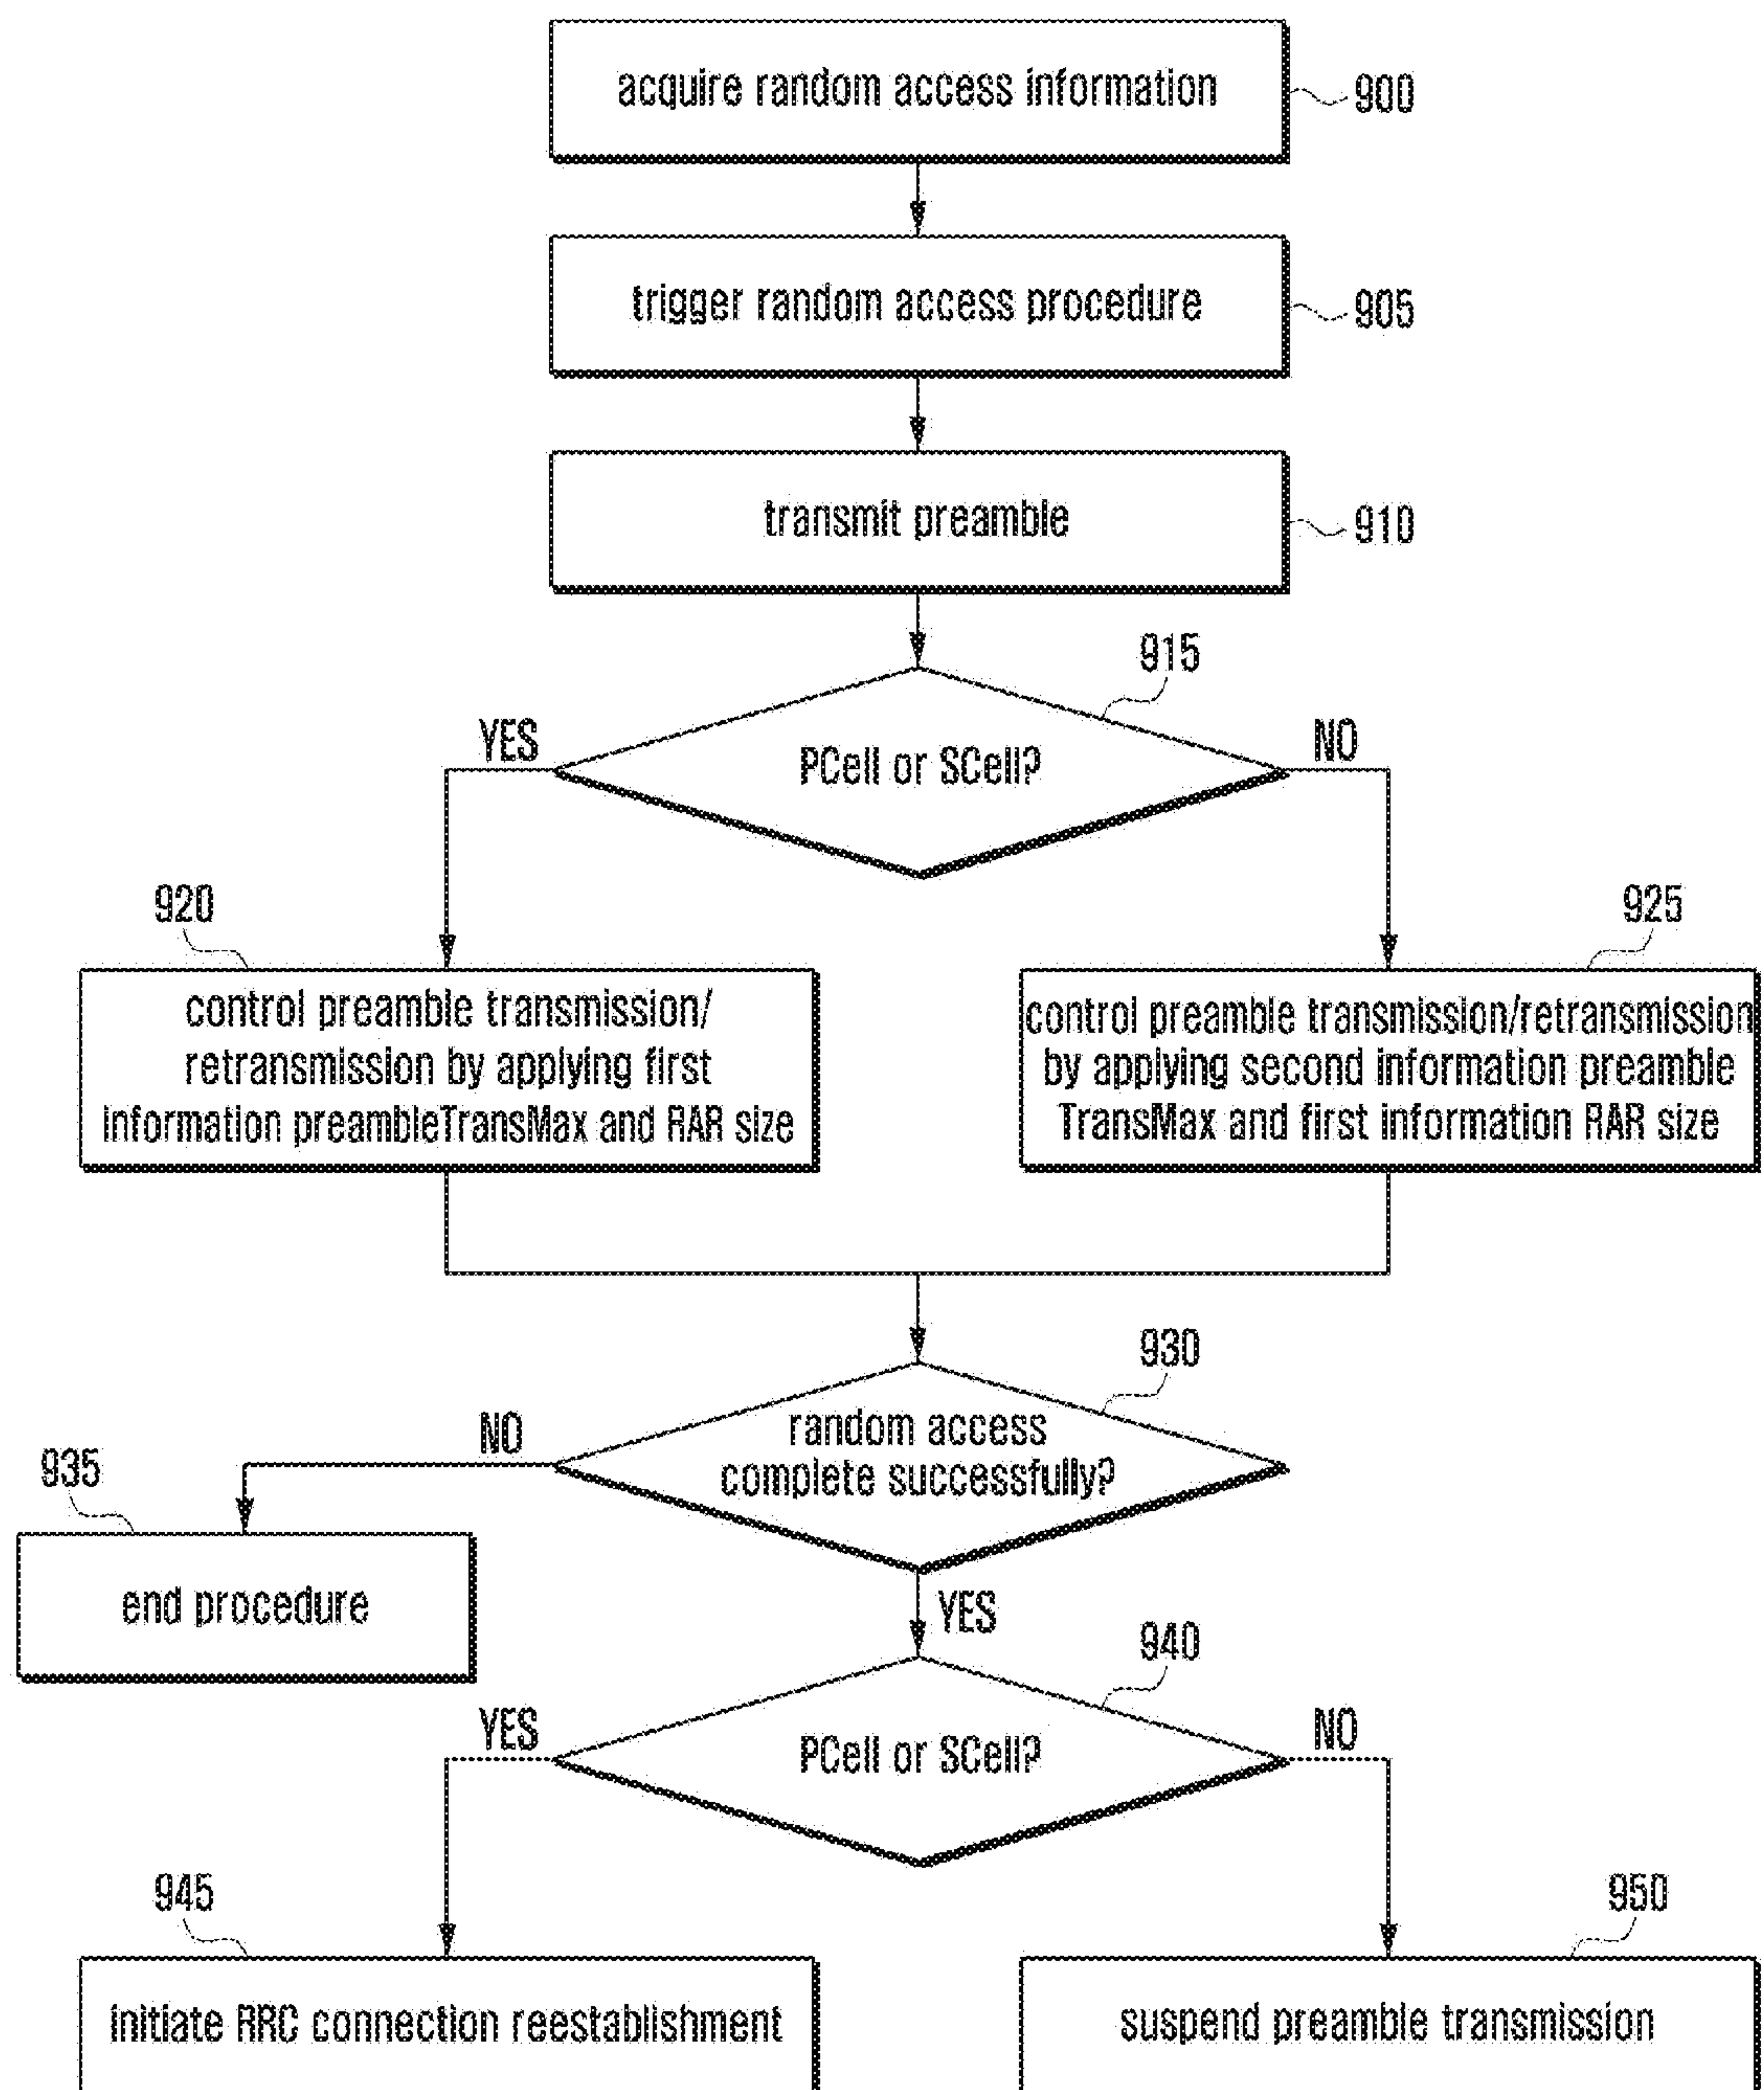 acquire random access information
900
trigger random access procedure
905
transmit preamble
910
915
YES
PCell or SCell?
NO
920
control preamble transmission/
retransmission by applying first
information preambleTransMax and RAR size
925
control preamble transmission/retransmission
by applying second information preamble
TransMax and first information RAR size
930
random access
complete successfully?
NO
935
end procedure
YES
940
YES
PCell or SCell?
NO
945
initiate RRC connection reestablishment
950
suspend preamble transmission